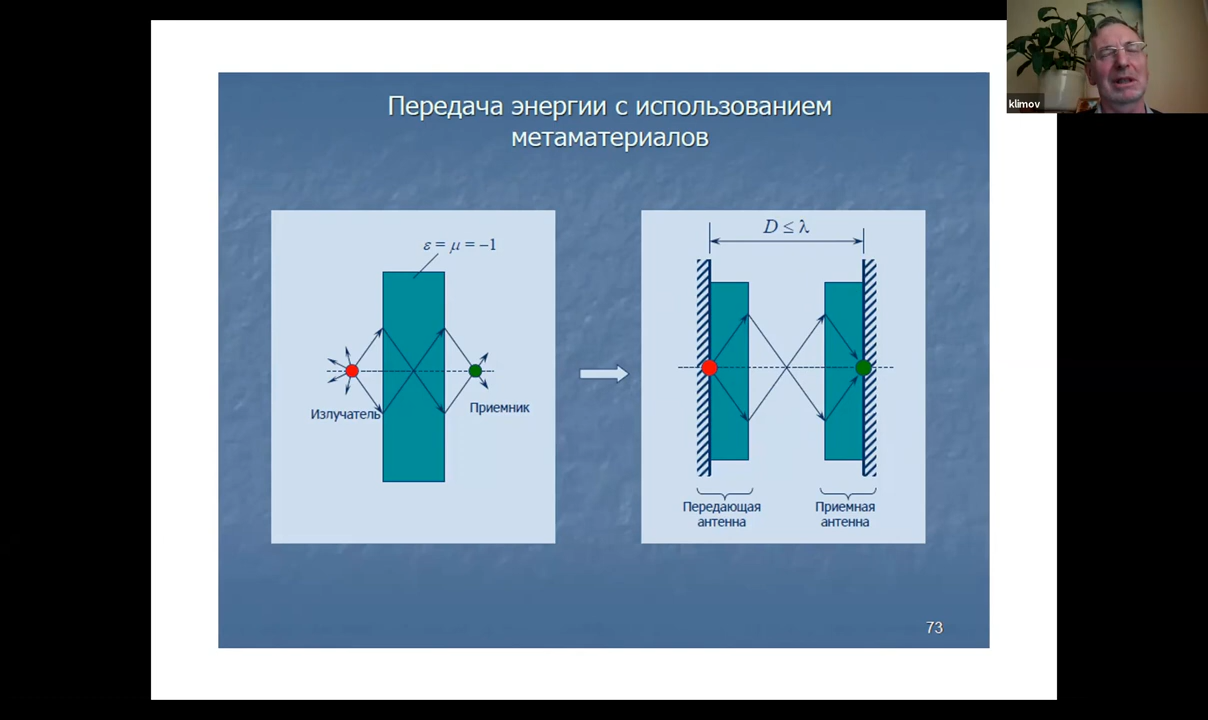 Передача энергии с использованием
метаматериалов
klimov
ε = μ = –1
Излучатель
Приемник
D ≤ λ
Передающая
антенна
Приемная
антенна
73